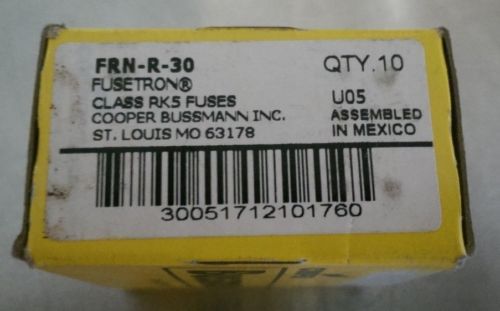 FRN-R-30 QTY.10
FUSETRON®
CLASS RK5 FUSES U05
COOPER BUSSMANN INC. ASSEMBLED
ST. LOUIS MO 63178 IN MEXICO
30051712101760